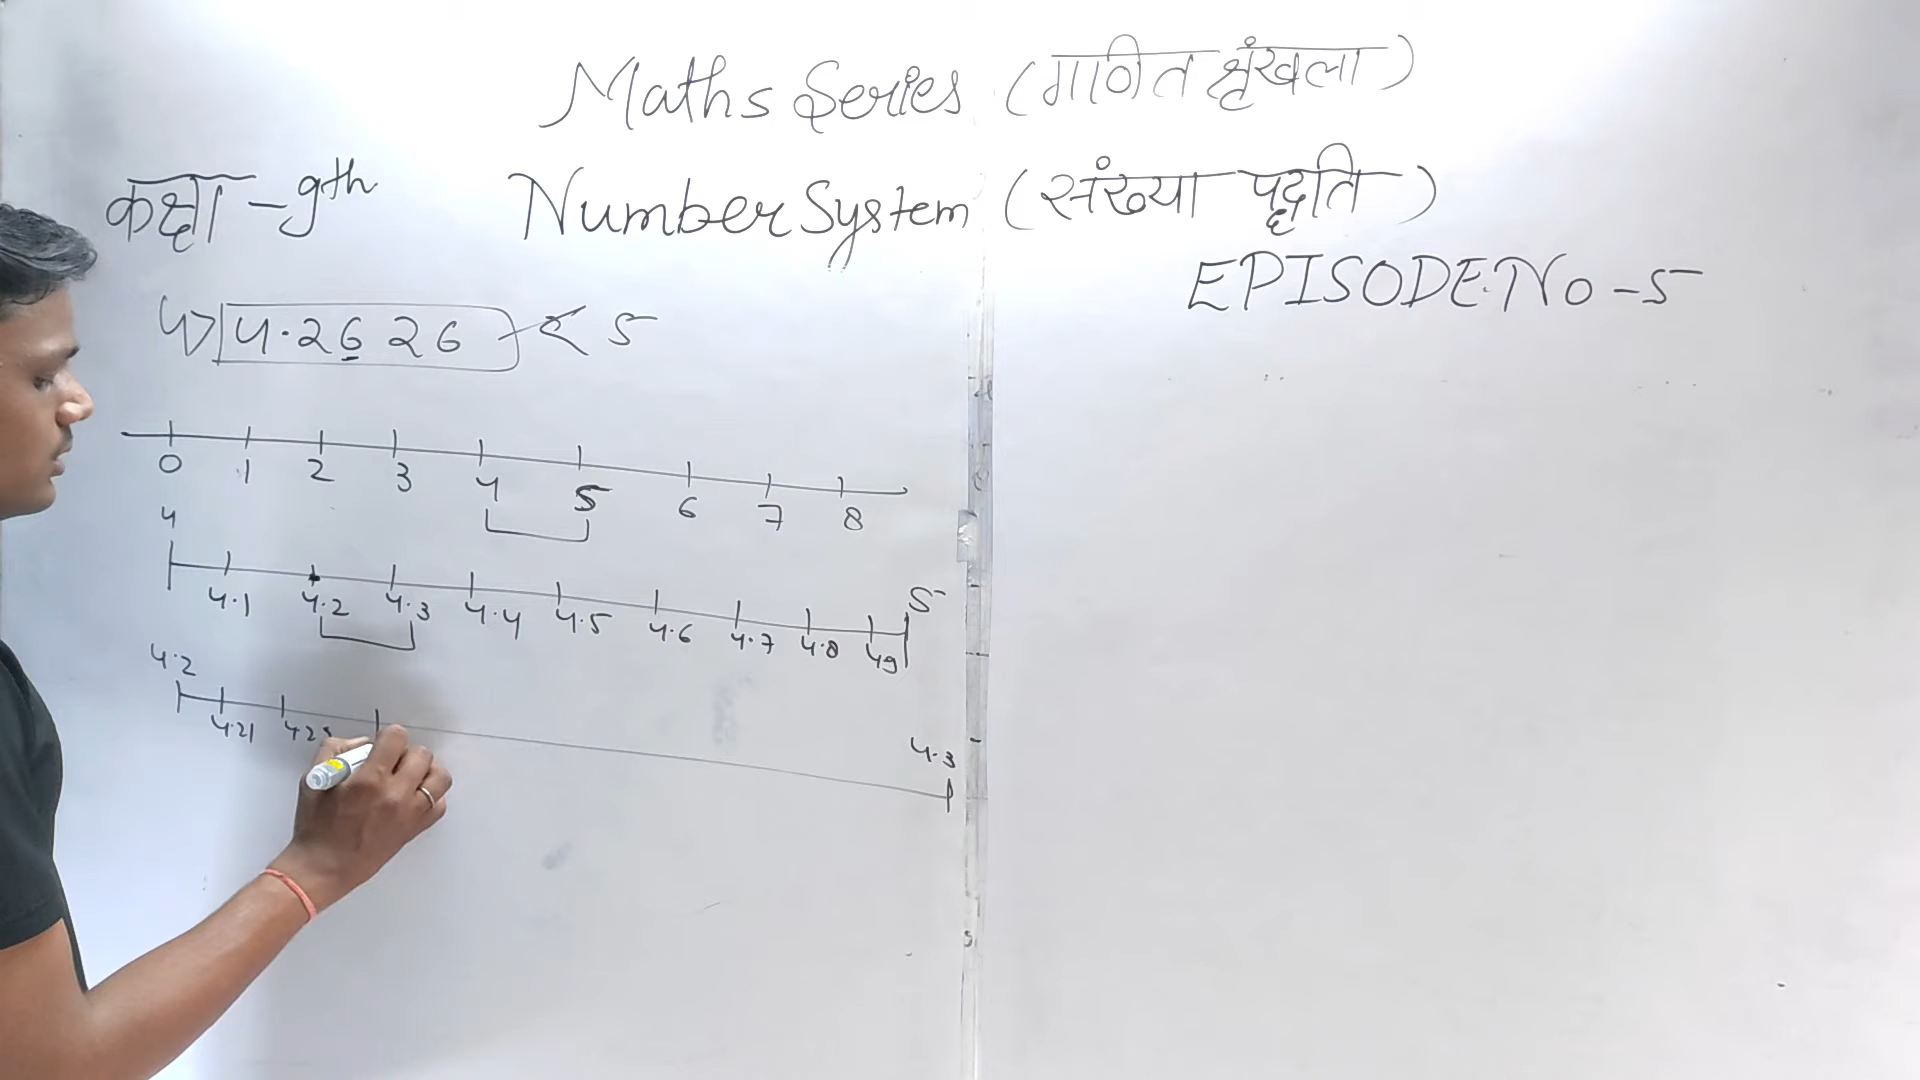 Maths Series (गणित श्रृंखला)
कक्षा - 9th Number System (संख्या पद्धति)
EPISODE.No - 5
4> 4.2626 < 5
0 1 2 3 4 5 6 7 8
4 5
4.1 4.2 4.3 4.4 4.5 4.6 4.7 4.8 4.9
4.2 4.3
4.21